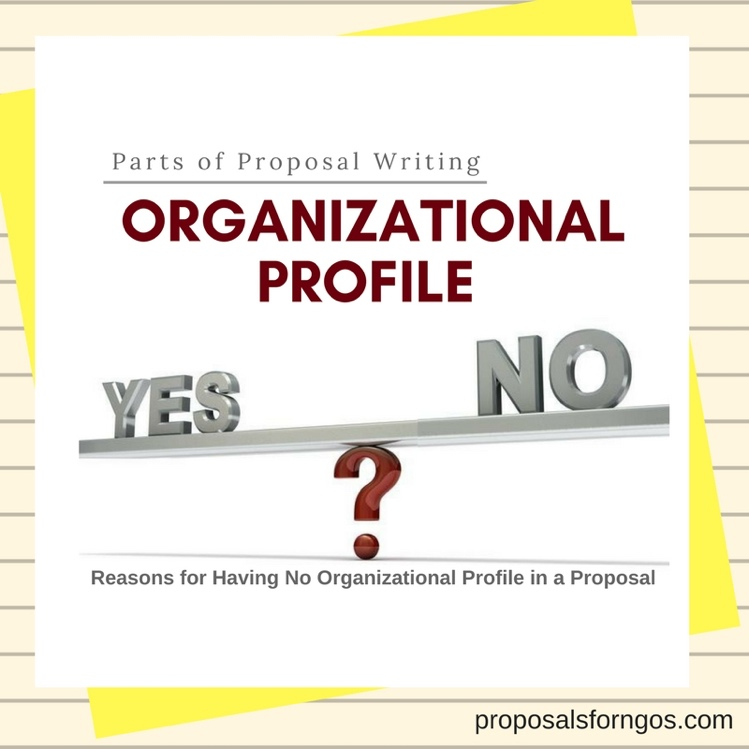 Parts of Proposal Writing
ORGANIZATIONAL
PROFILE
YES
NO
?
Reasons for Having No Organizational Profile in a Proposal
proposalsforngos.com